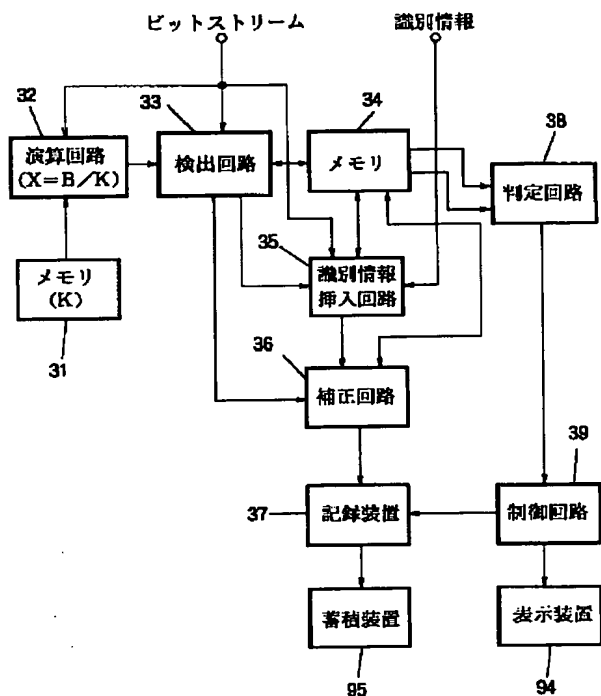 ビットストリーム
識別情報
32
33
34
38
演算回路
(X=B/K)
検出回路
メモリ
判定回路
35
識別情報
挿入回路
メモリ
(K)
31
36
補正回路
39
37
記録装置
制御回路
蓄積装置
表示装置
95
94